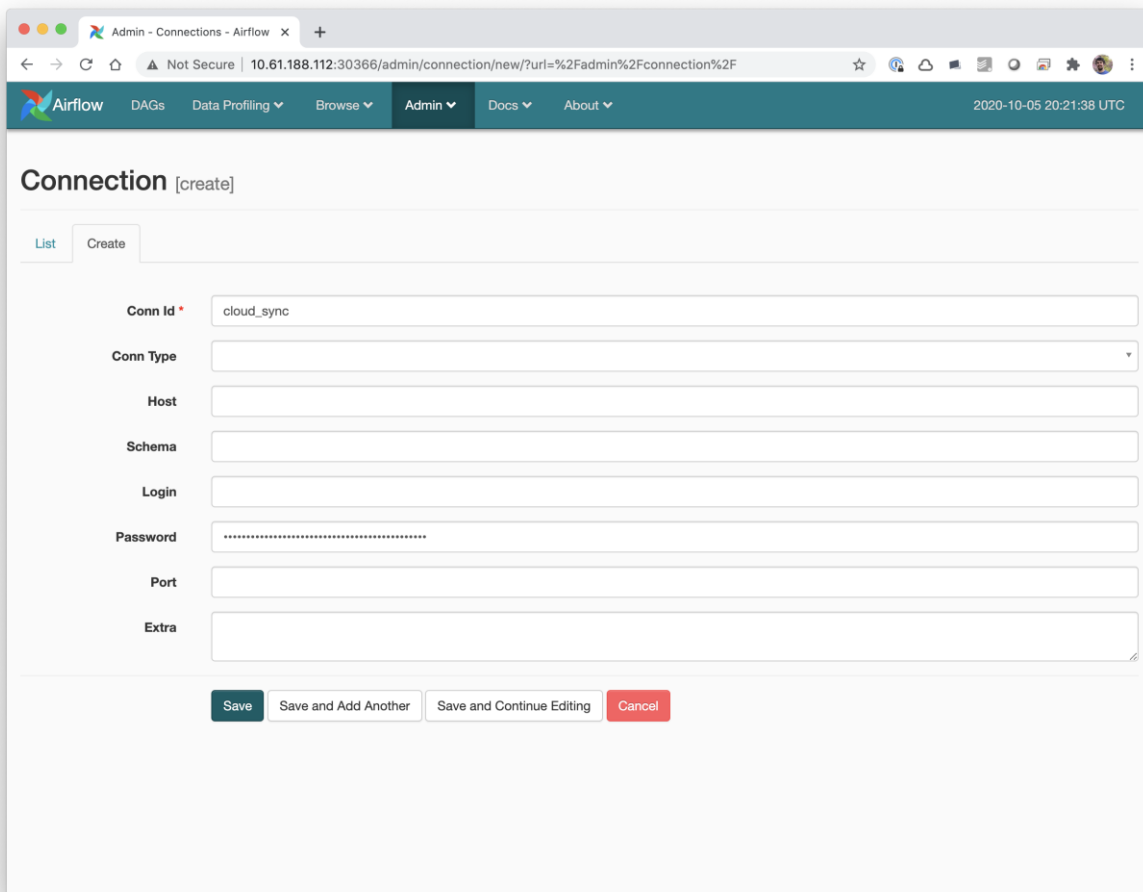 Admin - Connections - Airflow
Not Secure | 10.61.188.112:30366/admin/connection/new/?url=%2Fadmin%2Fconnection%2F
Airflow DAGs Data Profiling Browse Admin Docs About 2020-10-05 20:21:38 UTC
Connection [create]
List Create
Conn Id * cloud_sync
Conn Type
Host
Schema
Login
Password ••••••••••••••••••••••••••••••••••••••••••••••
Port
Extra
Save Save and Add Another Save and Continue Editing Cancel